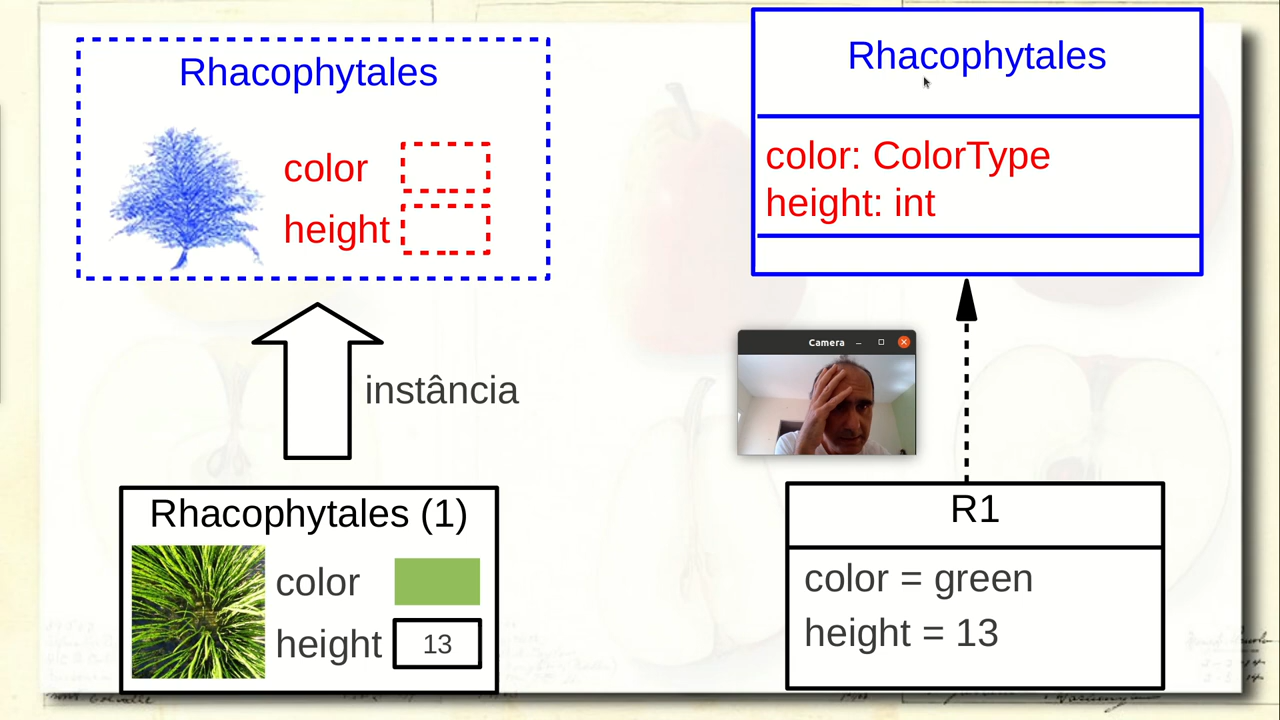 Rhacophytales
color
height
instância
Rhacophytales (1)
color
height
13
Rhacophytales
color: ColorType
height: int
Camera
R1
color = green
height = 13